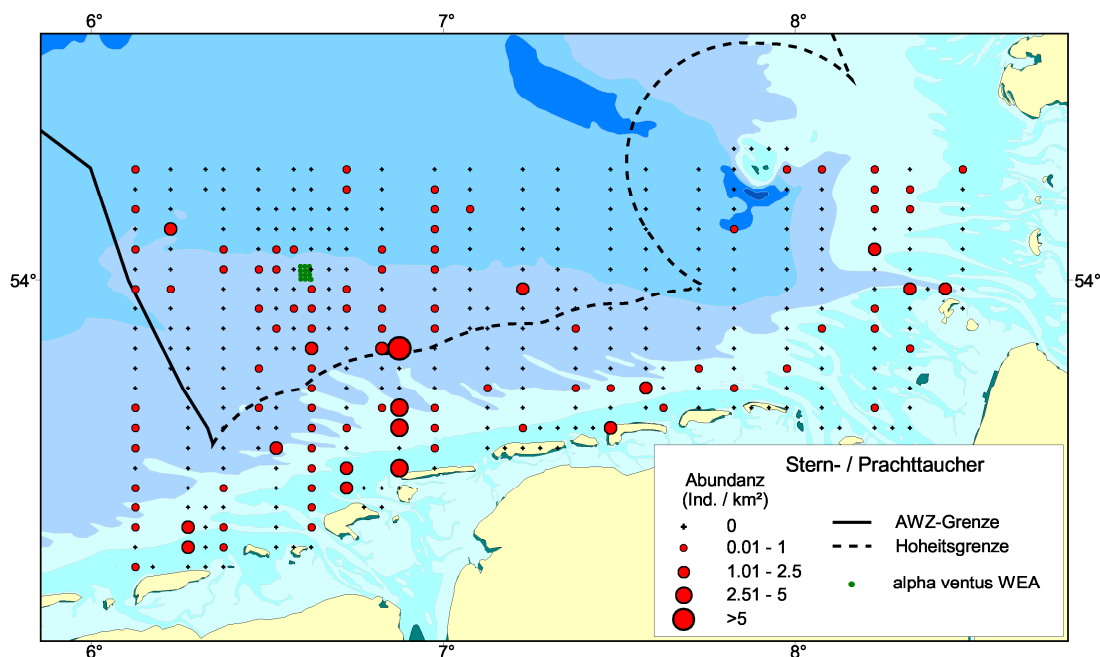 6° 7° 8°
54° 54°
Stern- / Prachttaucher
Abundanz
(Ind. / km²)
0
0.01 - 1
1.01 - 2.5
2.51 - 5
>5
AWZ-Grenze
Hoheitsgrenze
alpha ventus WEA
6° 7° 8°